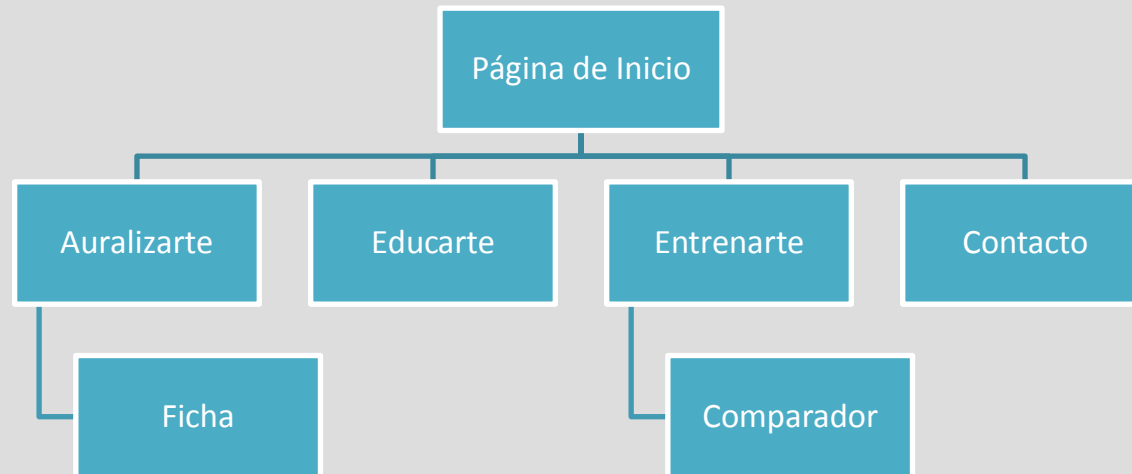 Página de Inicio
Auralizarte
Educarte
Entrenarte
Contacto
Ficha
Comparador